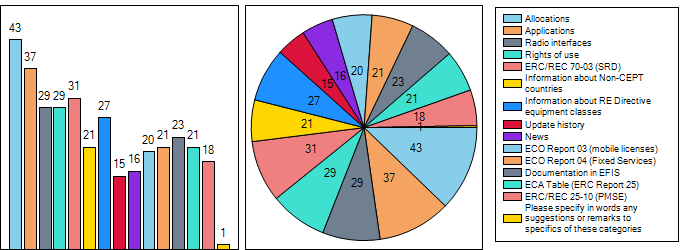 43
37
29 29
31
21
27
15
16
20
21
23
21
18
1
20
21
23
21
18
1
43
37
29
29
31
21
27
15
16
Allocations
Applications
Radio interfaces
Rights of use
ERC/REC 70-03 (SRD)
Information about Non-CEPT
countries
Information about RE Directive
equipment classes
Update history
News
ECO Report 03 (mobile licenses)
ECO Report 04 (Fixed Services)
Documentation in EFIS
ECA Table (ERC Report 25)
ERC/REC 25-10 (PMSE)
Please specify in words any
suggestions or remarks to
specifics of these categories